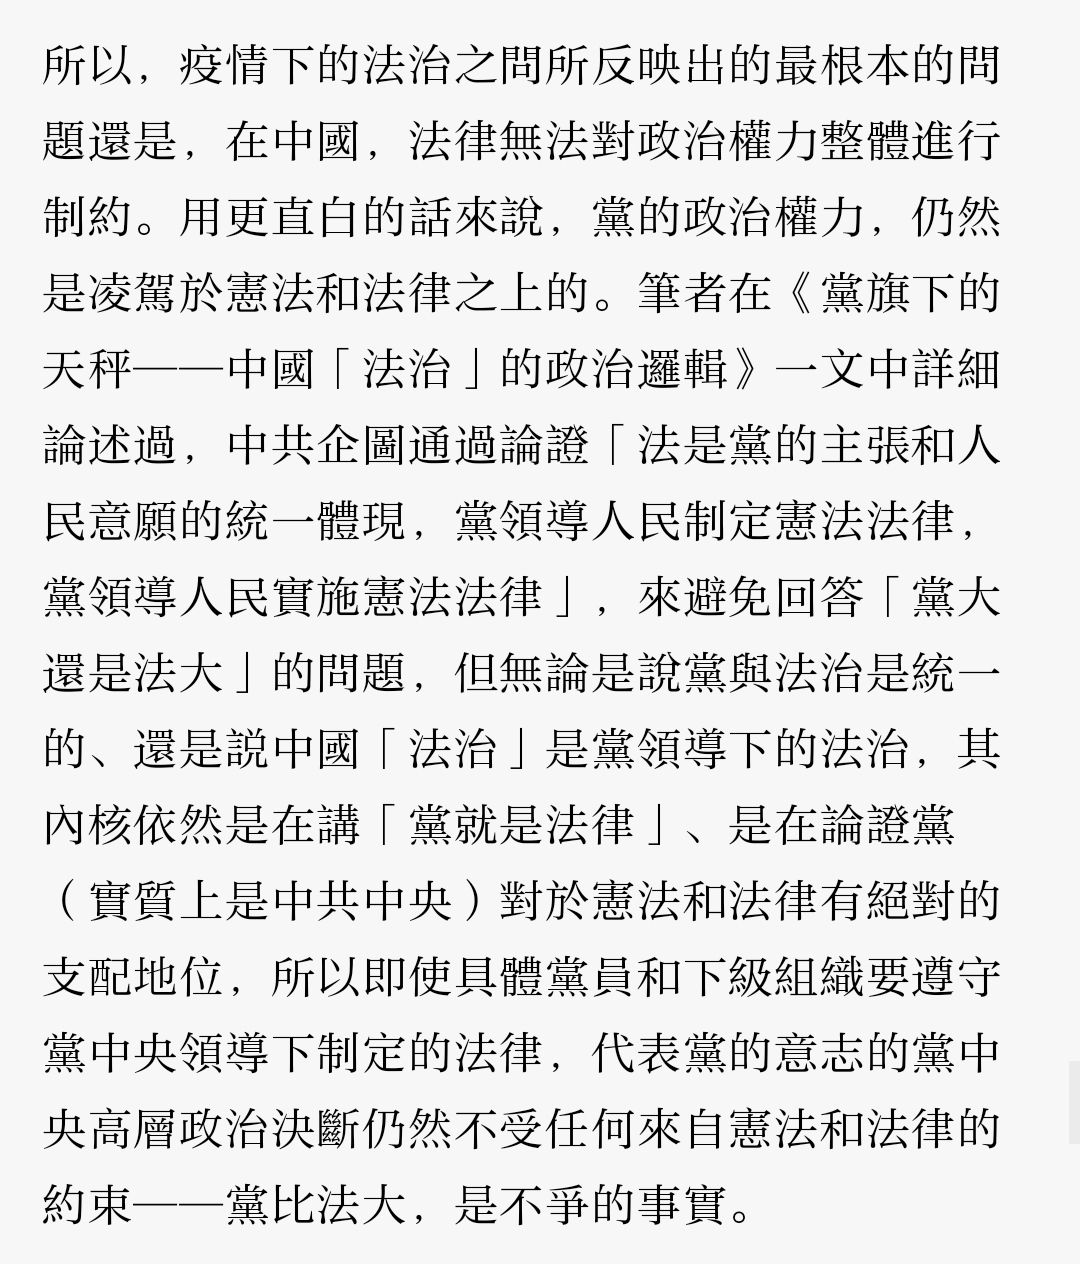 所以，疫情下的法治之問所反映出的最根本的問
題還是，在中國，法律無法對政治權力整體進行
制約。用更直白的話來說，黨的政治權力，仍然
是凌駕於憲法和法律之上的。筆者在《黨旗下的
天秤——中國「法治」的政治邏輯》一文中詳細
論述過，中共企圖通過論證「法是黨的主張和人
民意願的統一體現，黨領導人民制定憲法法律，
黨領導人民實施憲法法律」，來避免回答「黨大
還是法大」的問題，但無論是說黨與法治是統一
的、還是説中國「法治」是黨領導下的法治，其
內核依然是在講「黨就是法律」、是在論證黨
（實質上是中共中央）對於憲法和法律有絕對的
支配地位，所以即使具體黨員和下級組織要遵守
黨中央領導下制定的法律，代表黨的意志的黨中
央高層政治決斷仍然不受任何來自憲法和法律的
約束——黨比法大，是不爭的事實。